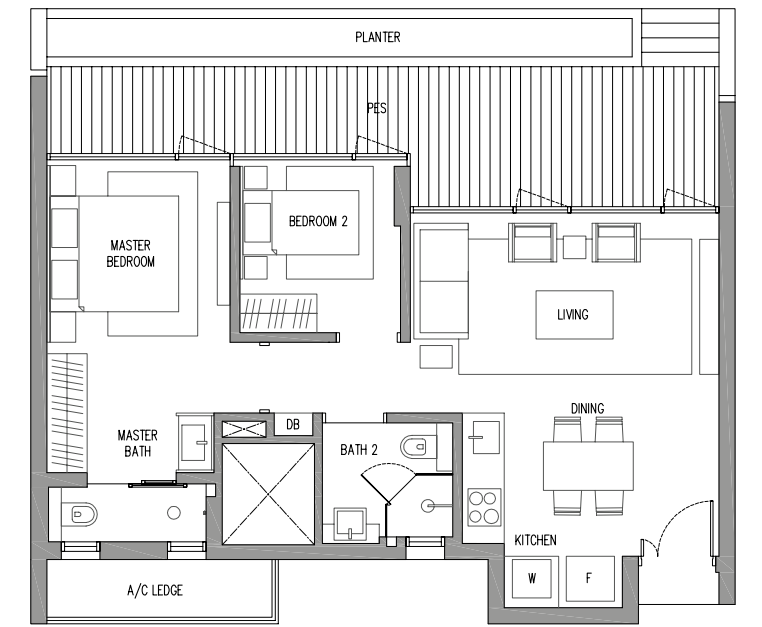 PLANTER
PES
BEDROOM 2
MASTER
BEDROOM
LIVING
DINING
DB
MASTER
BATH
BATH 2
KITCHEN
W
F
A/C LEDGE